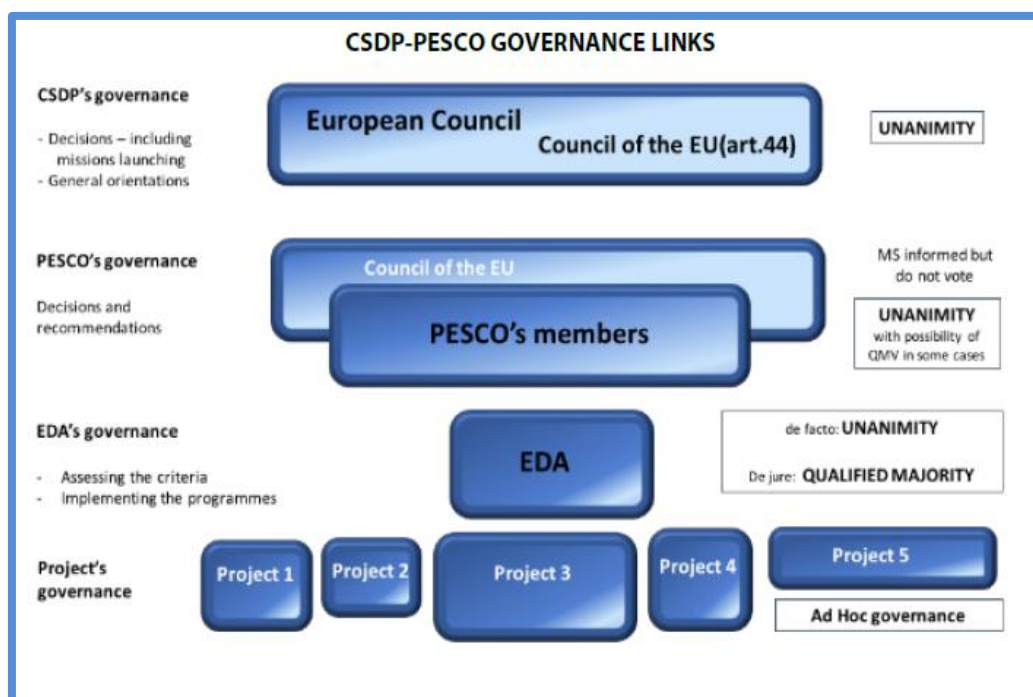 CSDP-PESCO GOVERNANCE LINKS
CSDP's governance
- Decisions – including
missions launching
- General orientations
European Council
Council of the EU(art.44)
UNANIMITY
PESCO's governance
Decisions and
recommendations
Council of the EU
PESCO's members
MS informed but
do not vote
UNANIMITY
with possibility of
QMV in some cases
EDA's governance
- Assessing the criteria
- Implementing the programmes
EDA
de facto: UNANIMITY
De jure: QUALIFIED MAJORITY
Project's
governance
Project 1
Project 2
Project 3
Project 4
Project 5
Ad Hoc governance